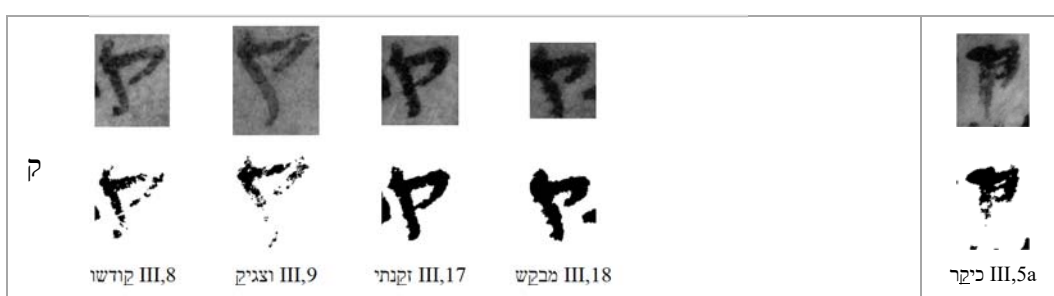 ק
III,8 קודשו
III,9 וצגיק
III,17 זקנתי
III,18 מבקש
III,5a כיקר